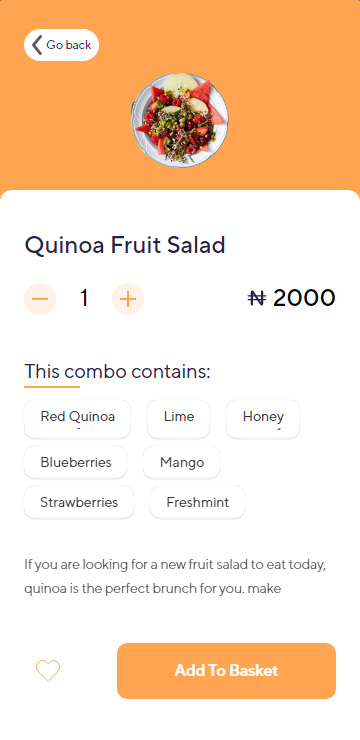 Go back
Quinoa Fruit Salad
1
₦ 2000
This combo contains:
Red Quinoa Lime Honey
Blueberries Mango
Strawberries Freshmint
If you are looking for a new fruit salad to eat today,
quinoa is the perfect brunch for you. make
Add To Basket